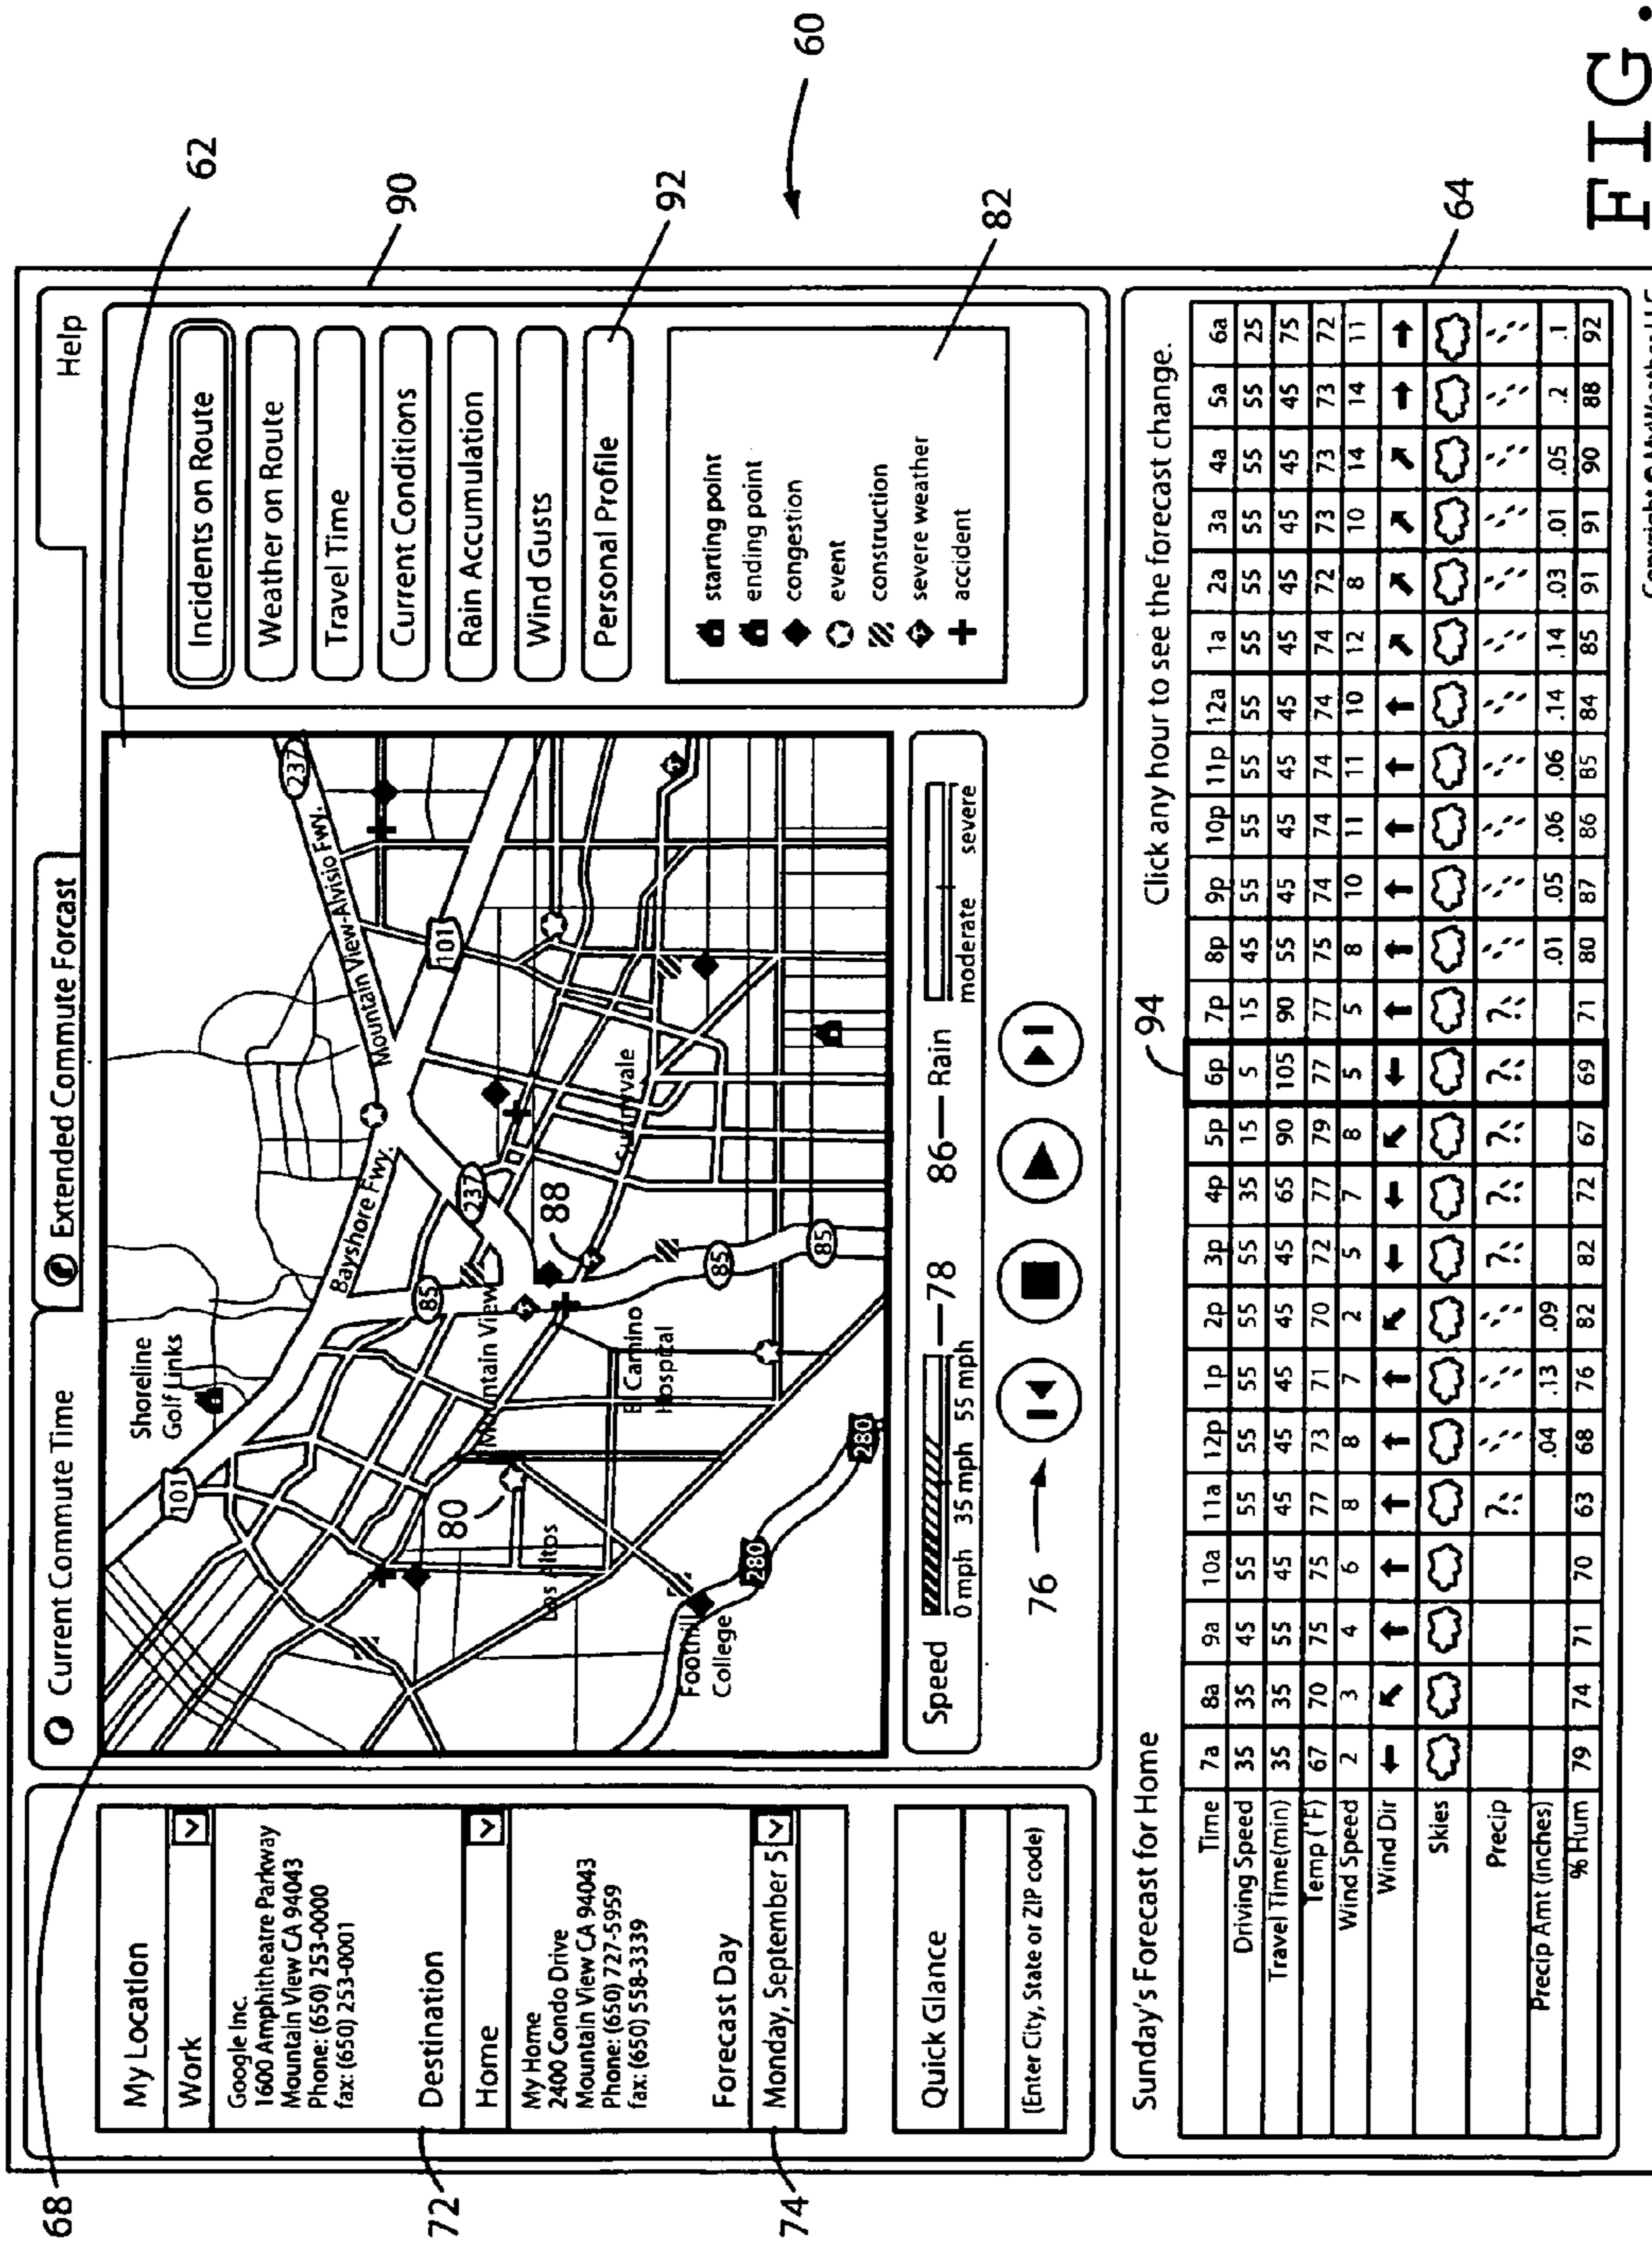 68
72
74
62
90
92
60
82
64
My Location
Work
Google Inc.
1600 Amphitheatre Parkway
Mountain View CA 94043
Phone: (650) 253-0000
fax: (650) 253-0001
Destination
Home
My Home
2400 Condo Drive
Mountain View CA 94043
Phone: (650) 727-5959
fax: (650) 558-3339
Forecast Day
Monday, September 5
Quick Glance
(Enter City, State or ZIP code)
Current Commute Time
Extended Commute Forcast
Help
Shoreline
Golf Links
101
Bayshore Fwy.
Mountain View-Alvisio Fwy.
237
101
237
85
80
88
Mountain View
Sunnyvale
Los Altos
El Camino
Hospital
85
85
Foothill
College
280
280
Speed
0 mph 35 mph 55 mph
78
86
Rain
moderate severe
76
Incidents on Route
Weather on Route
Travel Time
Current Conditions
Rain Accumulation
Wind Gusts
Personal Profile
starting point
ending point
congestion
event
construction
severe weather
accident
Sunday's Forecast for Home
94
Click any hour to see the forecast change.
Time 7a 8a 9a 10a 11a 12p 1p 2p 3p 4p 5p 6p 7p 8p 9p 10p 11p 12a 1a 2a 3a 4a 5a 6a
Driving Speed 35 35 45 55 55 55 55 55 55 35 15 5 15 45 55 55 55 55 55 55 55 55 55 25
Travel Time(min) 35 35 55 45 45 45 45 45 45 65 90 105 90 55 45 45 45 45 45 45 45 45 45 75
Temp (°F) 67 70 75 75 77 73 71 70 72 77 79 77 77 75 74 74 74 74 74 72 73 73 73 72
Wind Speed 2 3 4 6 8 8 7 2 5 7 8 5 5 8 10 11 11 10 12 8 10 14 14 11
Wind Dir
Skies
Precip ? ? ? ? ? ?
Precip Amt (inches) .04 .13 .09 .01 .05 .06 .06 .14 .14 .03 .01 .05 .2 .1
% Hum 79 74 71 70 63 68 76 82 82 72 67 69 71 80 87 86 85 84 85 91 91 90 88 92
FIG.